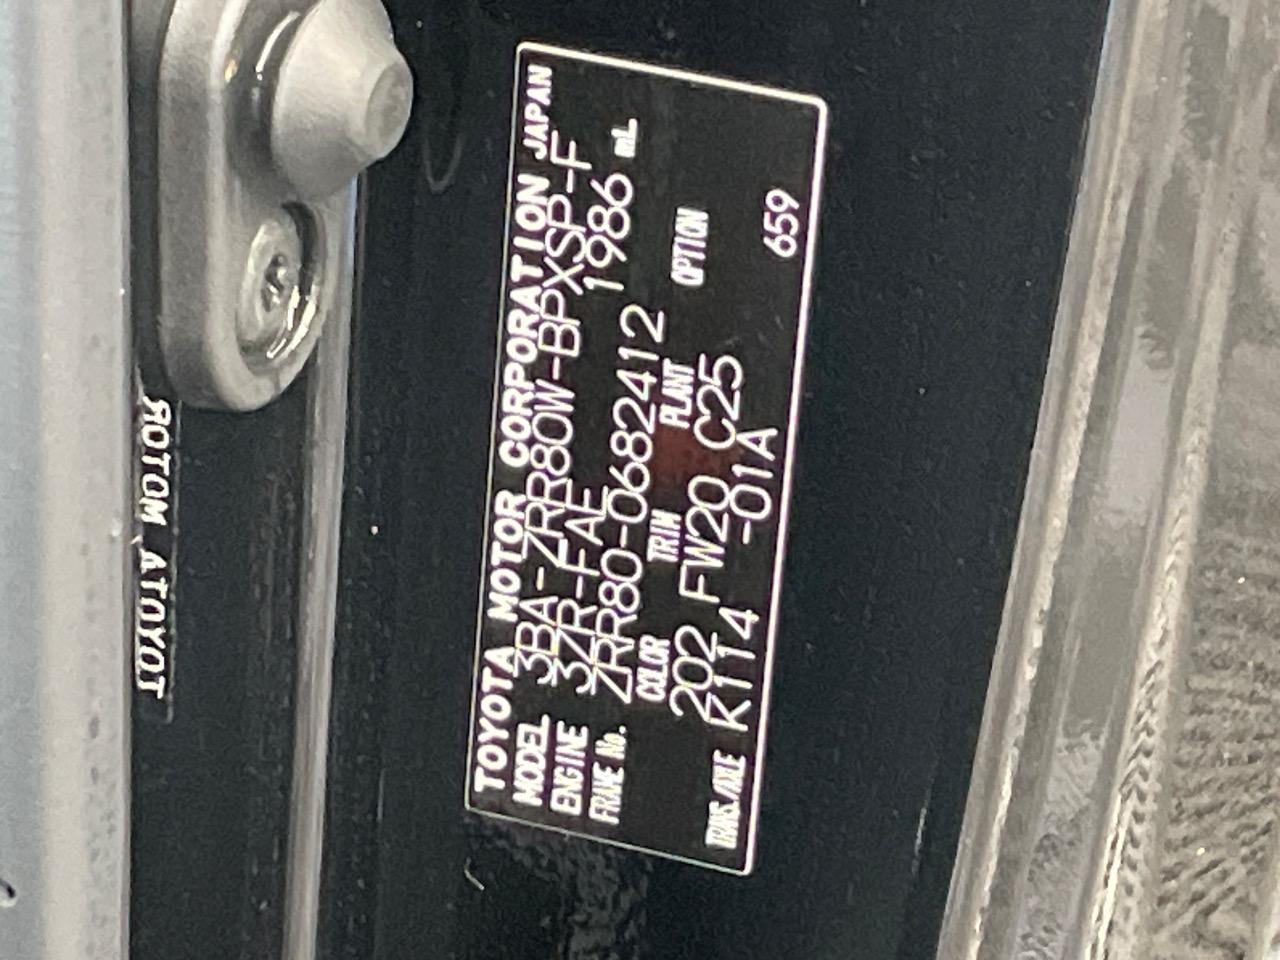 TOYOTA MOTOR CORPORATION JAPAN
MODEL 3BA-ZRR80W-BPXSP-F
ENGINE 3ZR-FAE 1986 mL
FRAME No. ZRR80-0682412
COLOR TRIM PLANT OPTION
202 FW20 C25
TRANS./AXLE K114 -01A 659
TOYOTA MOTOR